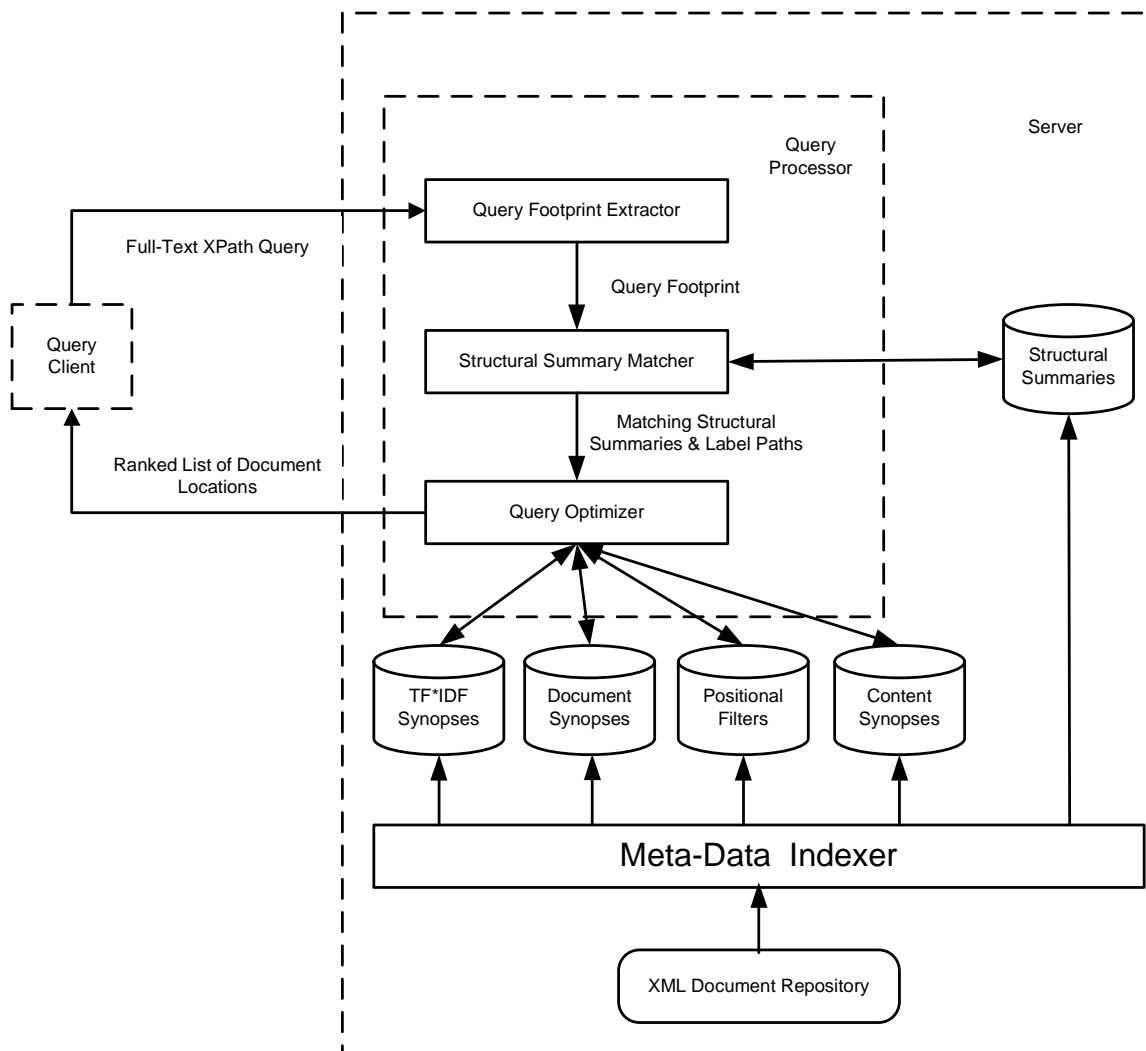 Server
Query
Processor
Query Footprint Extractor
Full-Text XPath Query
Query Footprint
Query
Client
Structural Summary Matcher
Structural
Summaries
Matching Structural
Summaries & Label Paths
Ranked List of Document
Locations
Query Optimizer
TF*IDF
Synopses
Document
Synopses
Positional
Filters
Content
Synopses
Meta-Data Indexer
XML Document Repository